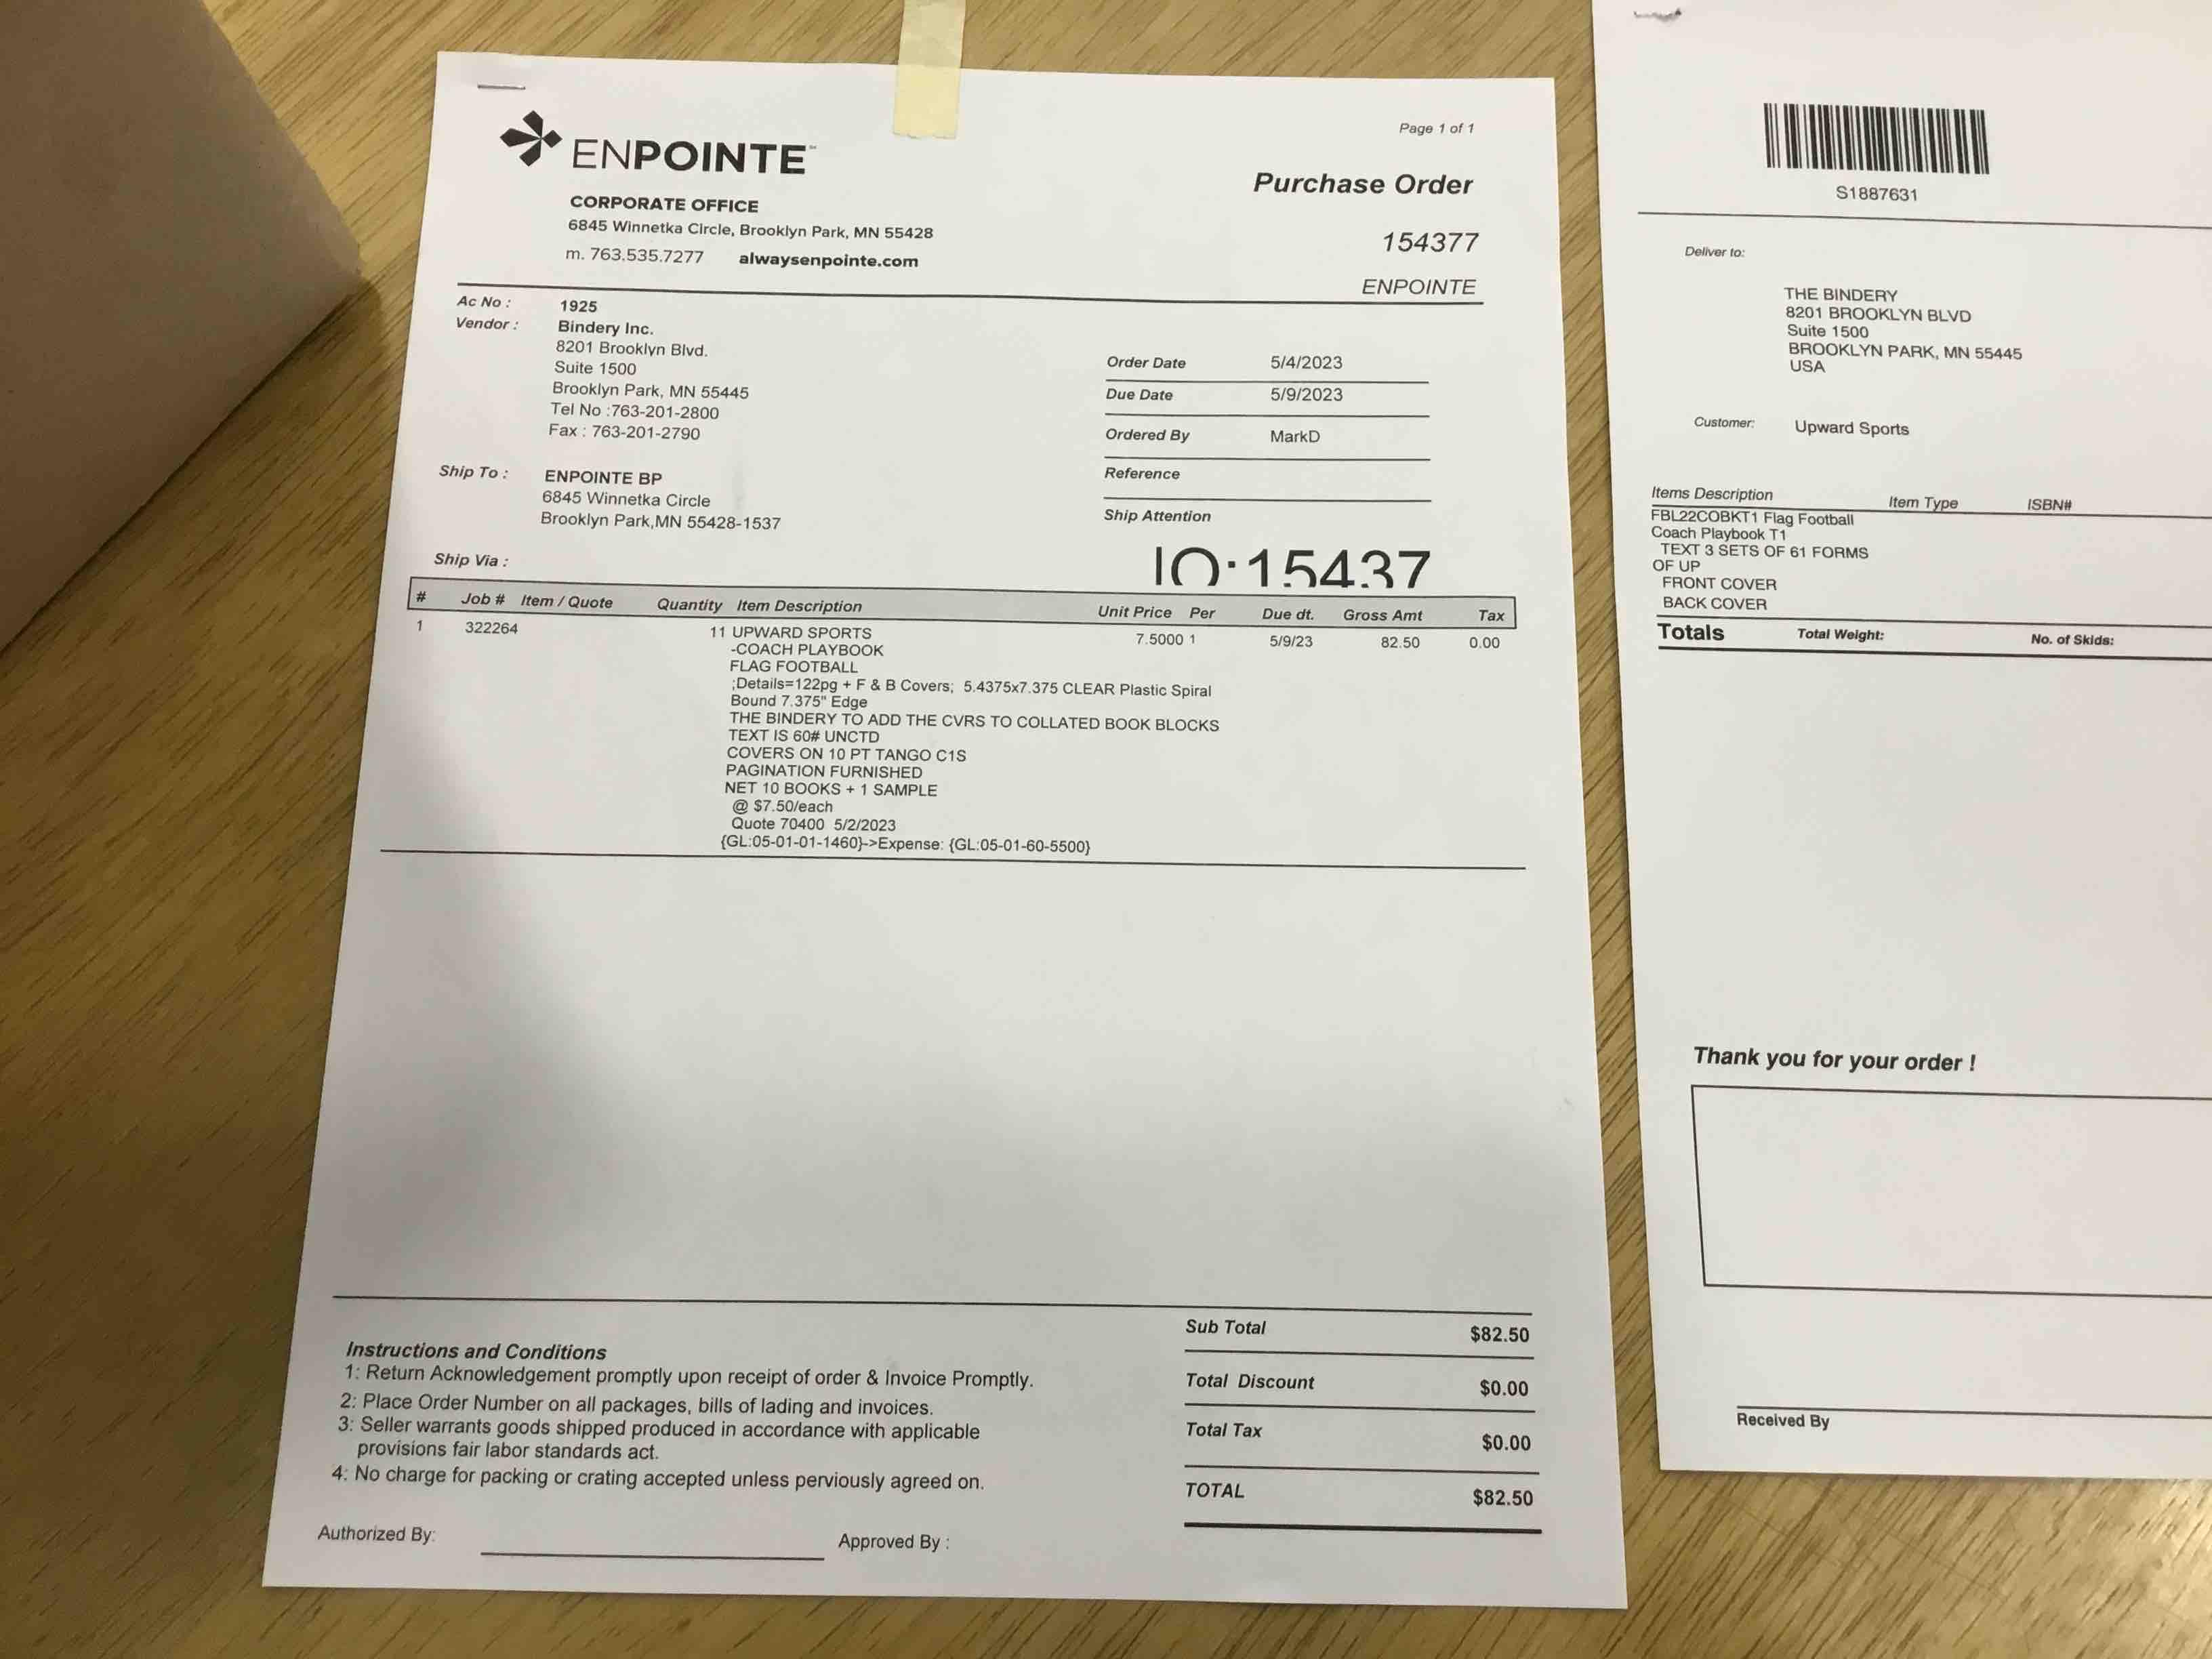 ENPOINTE
Page 1 of 1
Purchase Order
CORPORATE OFFICE
6845 Winnetka Circle, Brooklyn Park, MN 55428
m. 763.535.7277 alwaysenpointe.com
154377
ENPOINTE
Ac No : 1925
Vendor : Bindery Inc.
8201 Brooklyn Blvd.
Suite 1500
Brooklyn Park, MN 55445
Tel No :763-201-2800
Fax : 763-201-2790
Order Date 5/4/2023
Due Date 5/9/2023
Ordered By MarkD
Reference
Ship Attention
Ship To : ENPOINTE BP
6845 Winnetka Circle
Brooklyn Park,MN 55428-1537
Ship Via :
15437
# Job # Item / Quote Quantity Item Description Unit Price Per Due dt. Gross Amt Tax
1 322264 11 UPWARD SPORTS 7.5000 1 5/9/23 82.50 0.00
-COACH PLAYBOOK
FLAG FOOTBALL
;Details=122pg + F & B Covers; 5.4375x7.375 CLEAR Plastic Spiral
Bound 7.375" Edge
THE BINDERY TO ADD THE CVRS TO COLLATED BOOK BLOCKS
TEXT IS 60# UNCTD
COVERS ON 10 PT TANGO C1S
PAGINATION FURNISHED
NET 10 BOOKS + 1 SAMPLE
@ $7.50/each
Quote 70400 5/2/2023
{GL:05-01-01-1460}->Expense: {GL:05-01-60-5500}
Sub Total $82.50
Total Discount $0.00
Total Tax $0.00
TOTAL $82.50
Instructions and Conditions
1: Return Acknowledgement promptly upon receipt of order & Invoice Promptly.
2: Place Order Number on all packages, bills of lading and invoices.
3: Seller warrants goods shipped produced in accordance with applicable
provisions fair labor standards act.
4: No charge for packing or crating accepted unless perviously agreed on.
Authorized By: Approved By :
S1887631
Deliver to:
THE BINDERY
8201 BROOKLYN BLVD
Suite 1500
BROOKLYN PARK, MN 55445
USA
Customer: Upward Sports
Items Description Item Type ISBN#
FBL22COBKT1 Flag Football
Coach Playbook T1
TEXT 3 SETS OF 61 FORMS
OF UP
FRONT COVER
BACK COVER
Totals Total Weight: No. of Skids:
Thank you for your order !
Received By